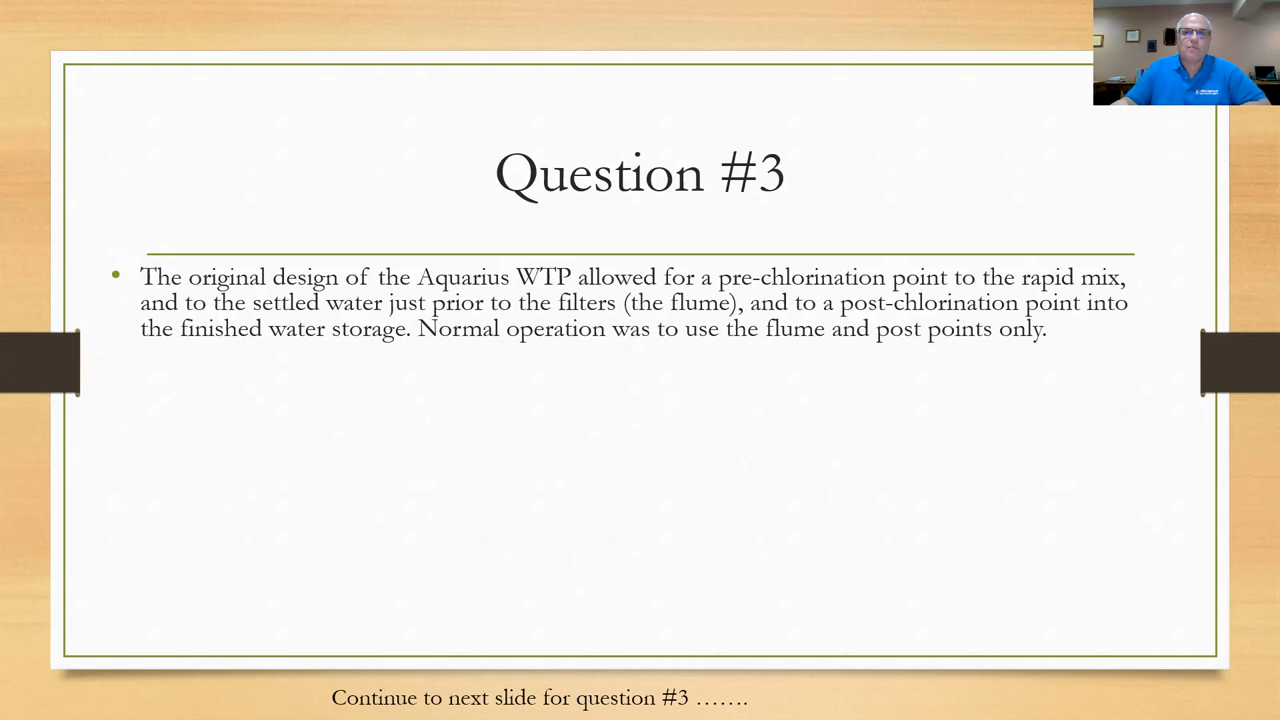 Question #3
• The original design of the Aquarius WTP allowed for a pre-chlorination point to the rapid mix,
and to the settled water just prior to the filters (the flume), and to a post-chlorination point into
the finished water storage. Normal operation was to use the flume and post points only.
Continue to next slide for question #3 …….